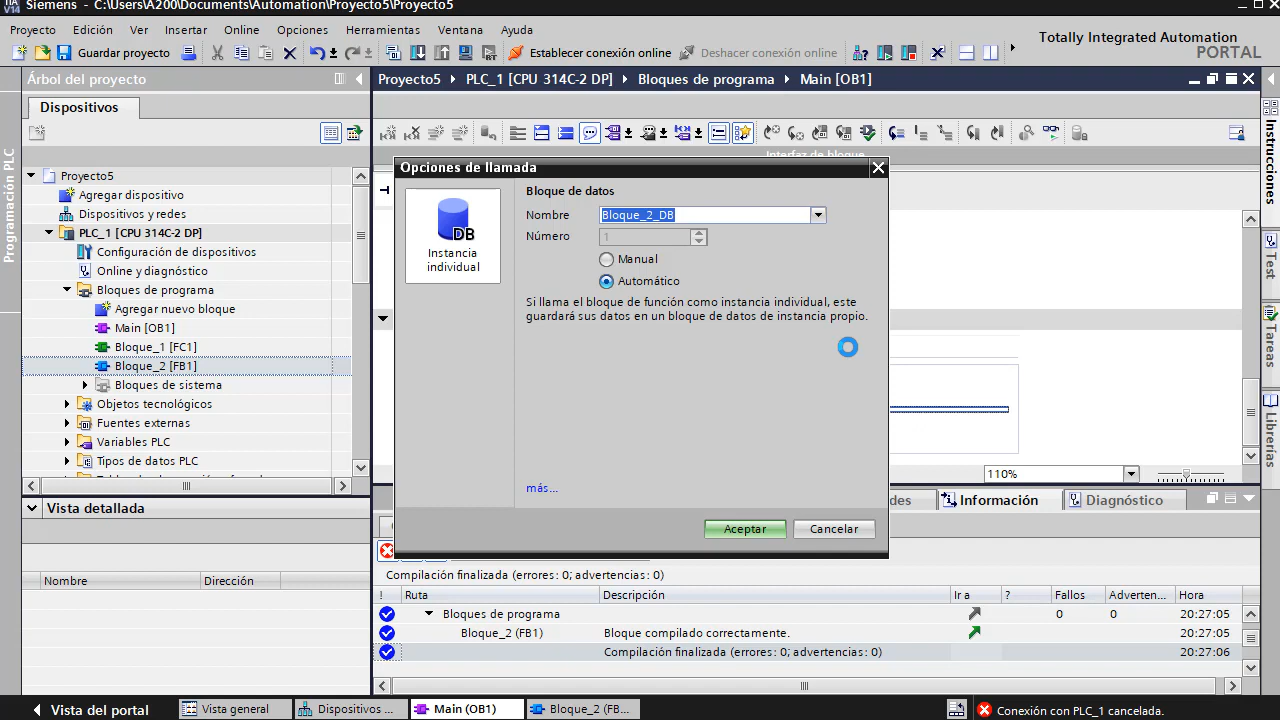 Siemens - C:\Users\A200\Documents\Automation\Proyecto5\Proyecto5
V14
Proyecto Edición Ver Insertar Online Opciones Herramientas Ventana Ayuda
Totally Integrated Automation
PORTAL
Guardar proyecto
Establecer conexión online
Deshacer conexión online
Árbol del proyecto
Proyecto5 PLC_1 [CPU 314C-2 DP] Bloques de programa Main [OB1]
Dispositivos
Programación PLC
Proyecto5
Agregar dispositivo
Dispositivos y redes
PLC_1 [CPU 314C-2 DP]
Configuración de dispositivos
Online y diagnóstico
Bloques de programa
Agregar nuevo bloque
Main [OB1]
Bloque_1 [FC1]
Bloque_2 [FB1]
Bloques de sistema
Objetos tecnológicos
Fuentes externas
Variables PLC
Tipos de datos PLC
Vista detallada
Nombre Dirección
Interfaz de bloque
Opciones de llamada
DB
Instancia
individual
Bloque de datos
Nombre Bloque_2_DB
Número 1
Manual
Automático
Si llama el bloque de función como instancia individual, este
guardará sus datos en un bloque de datos de instancia propio.
más...
Aceptar Cancelar
110%
Instrucciones
Test
Tareas
Librerías
Información Diagnóstico
Compilación finalizada (errores: 0; advertencias: 0)
! Ruta Descripción Ir a ? Fallos Adverten... Hora
Bloques de programa 0 0 20:27:05
Bloque_2 (FB1) Bloque compilado correctamente. 20:27:05
Compilación finalizada (errores: 0; advertencias: 0) 20:27:06
Vista del portal Vista general Dispositivos ... Main (OB1) Bloque_2 (FB... Conexión con PLC_1 cancelada.